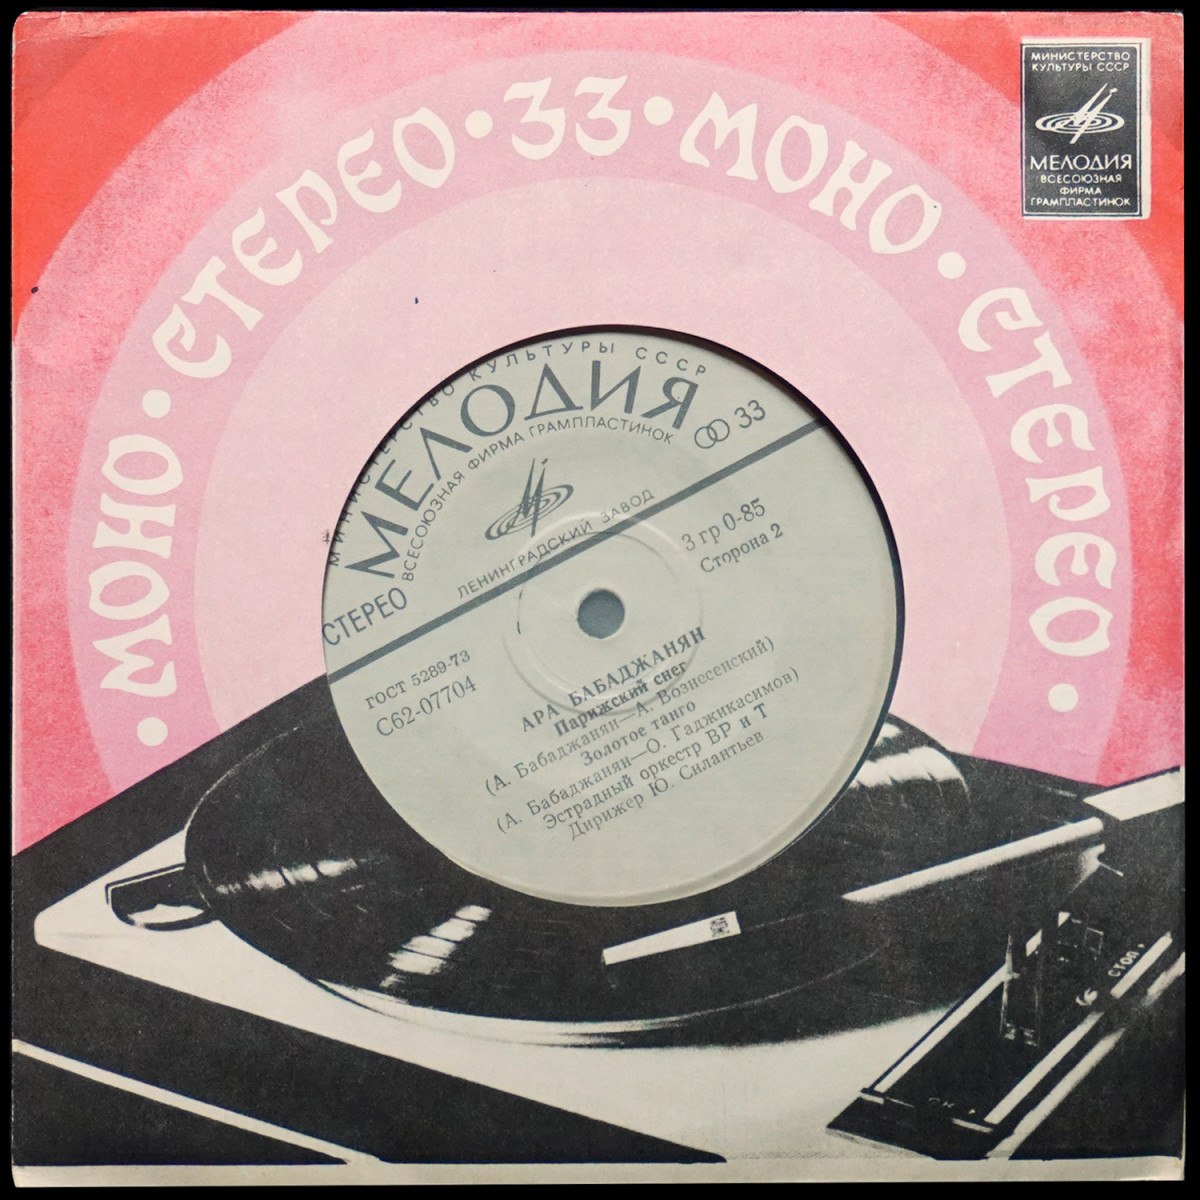 МОНО · СТЕРЕО · 33 · МОНО · СТЕРЕО ·
МИНИСТЕРСТВО
КУЛЬТУРЫ СССР
МЕЛОДИЯ
ВСЕСОЮЗНАЯ
ФИРМА
ГРАМПЛАСТИНОК
МИНИСТЕРСТВО КУЛЬТУРЫ СССР
МЕЛОДИЯ
ВСЕСОЮЗНАЯ ФИРМА ГРАМПЛАСТИНОК
33
ЛЕНИНГРАДСКИЙ ЗАВОД
СТЕРЕО
3 гр 0-85
Сторона 2
ГОСТ 5289-73
С62-07704
АРА БАБАДЖАНЯН
Парижский снег
(А. Бабаджанян—А. Вознесенский)
Золотое танго
(А. Бабаджанян—О. Гаджикасимов)
Эстрадный оркестр ВР и Т
Дирижер Ю. Силантьев
стоп.